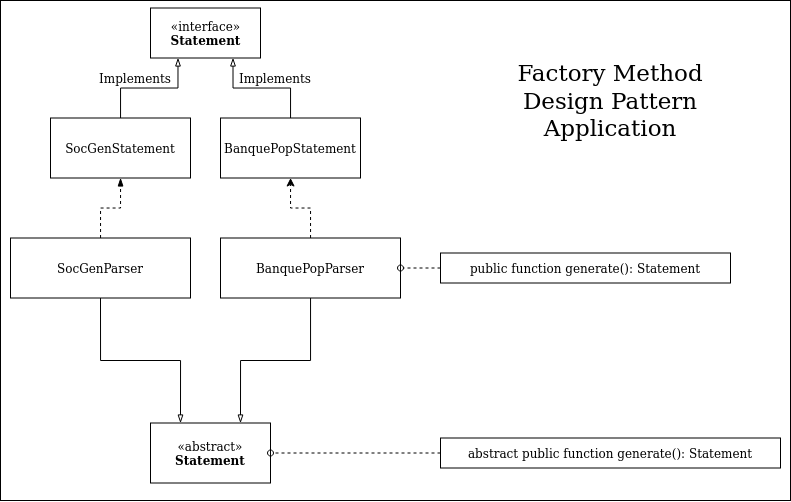 «interface»
Statement
Factory Method
Design Pattern
Application
Implements
Implements
SocGenStatement
BanquePopStatement
SocGenParser
BanquePopParser
public function generate(): Statement
«abstract»
Statement
abstract public function generate(): Statement